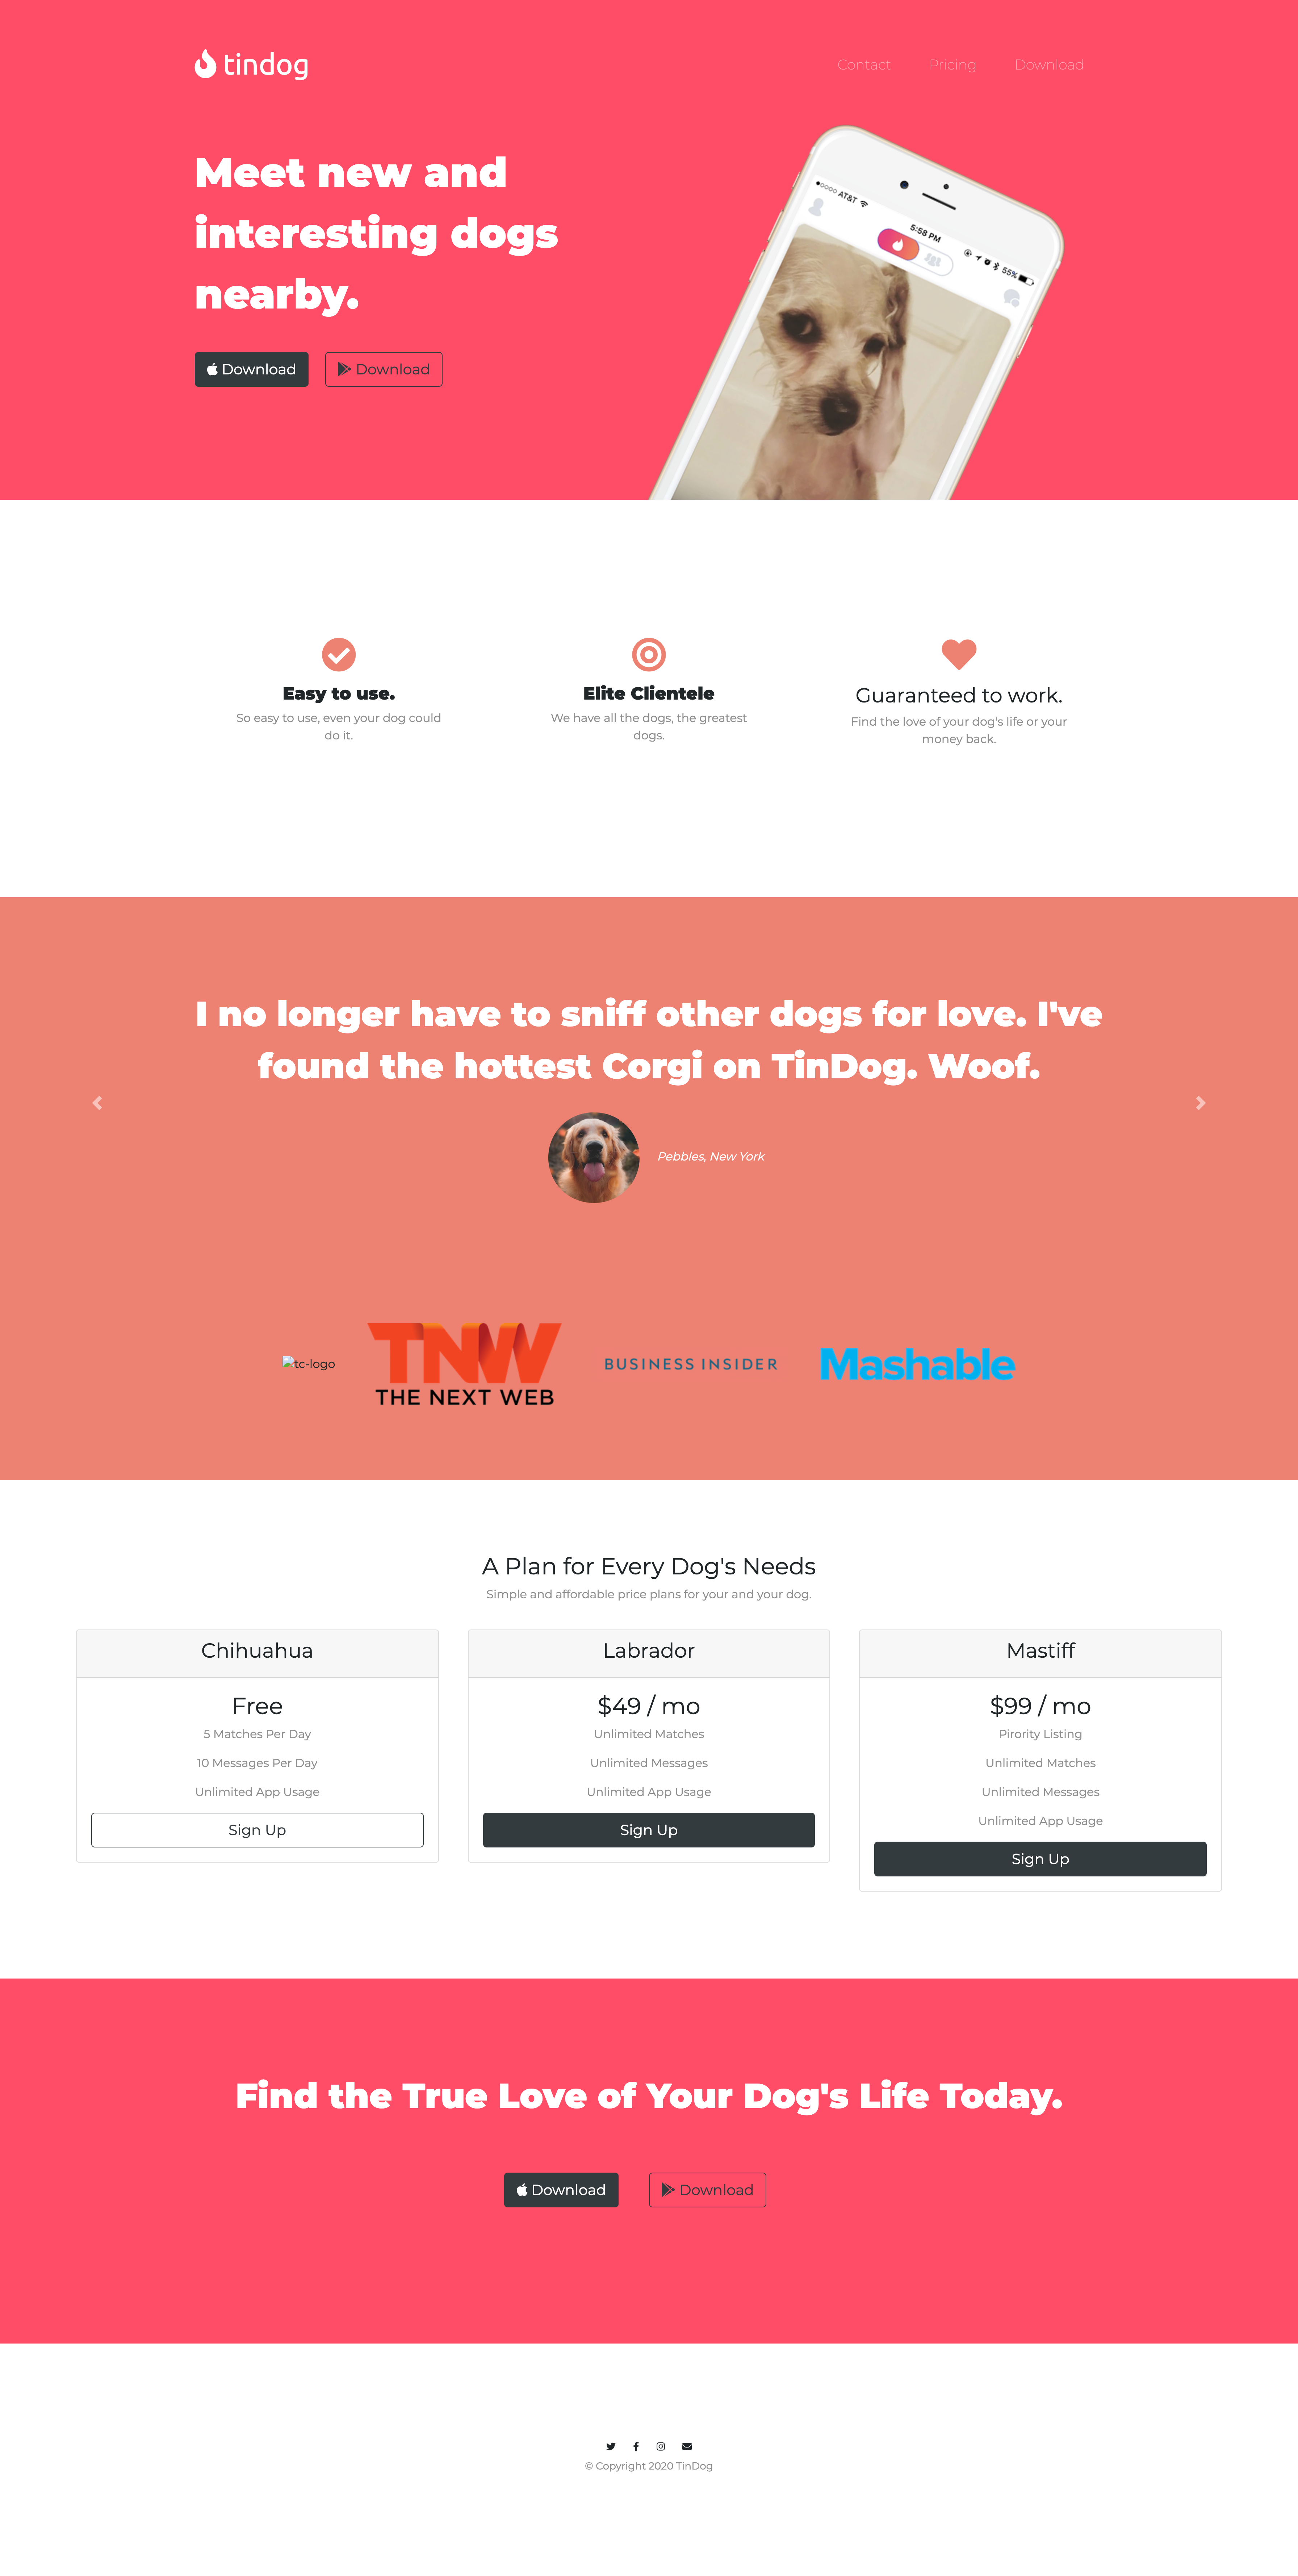 tindog
Contact
Pricing
Download
Meet new and
interesting dogs
nearby.
Download
Download
AT&T
5:58 PM
55%
Easy to use.
So easy to use, even your dog could
do it.
Elite Clientele
We have all the dogs, the greatest
dogs.
Guaranteed to work.
Find the love of your dog's life or your
money back.
I no longer have to sniff other dogs for love. I've
found the hottest Corgi on TinDog. Woof.
Pebbles, New York
tc-logo
TNW
THE NEXT WEB
BUSINESS INSIDER
Mashable
A Plan for Every Dog's Needs
Simple and affordable price plans for your and your dog.
Chihuahua
Free
5 Matches Per Day
10 Messages Per Day
Unlimited App Usage
Sign Up
Labrador
$49 / mo
Unlimited Matches
Unlimited Messages
Unlimited App Usage
Sign Up
Mastiff
$99 / mo
Pirority Listing
Unlimited Matches
Unlimited Messages
Unlimited App Usage
Sign Up
Find the True Love of Your Dog's Life Today.
Download
Download
© Copyright 2020 TinDog